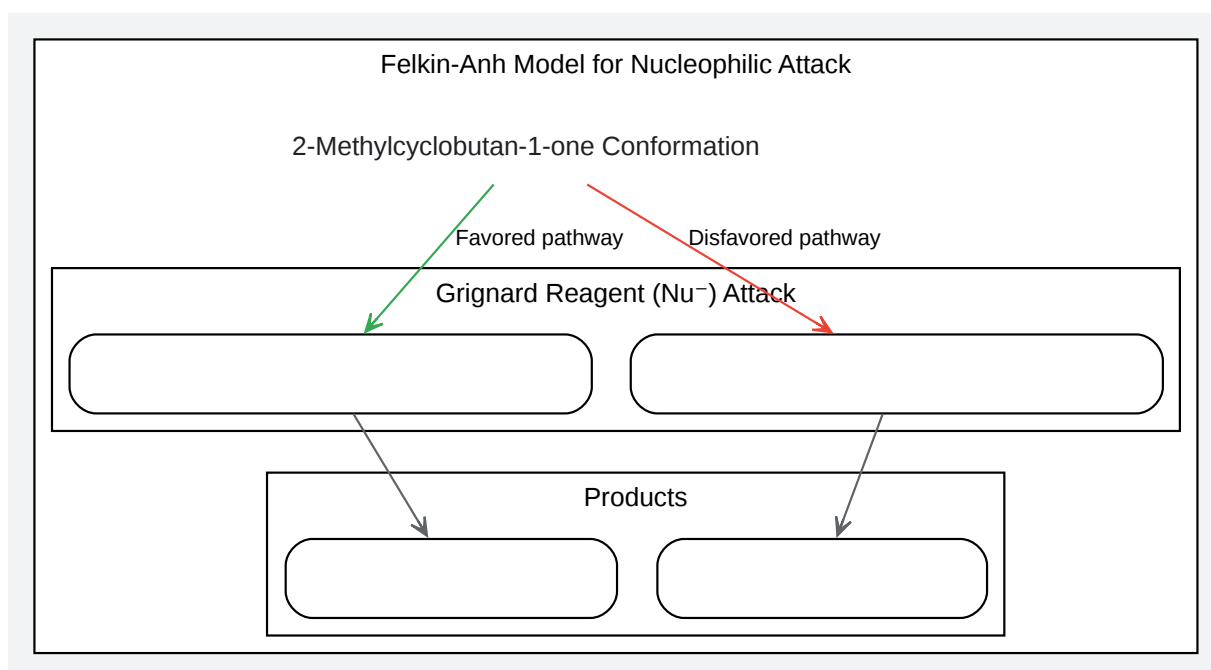 Felkin-Anh Model for Nucleophilic Attack
2-Methylcyclobutan-1-one Conformation
Favored pathway
Disfavored pathway
Grignard Reagent (Nu⁻) Attack
Products